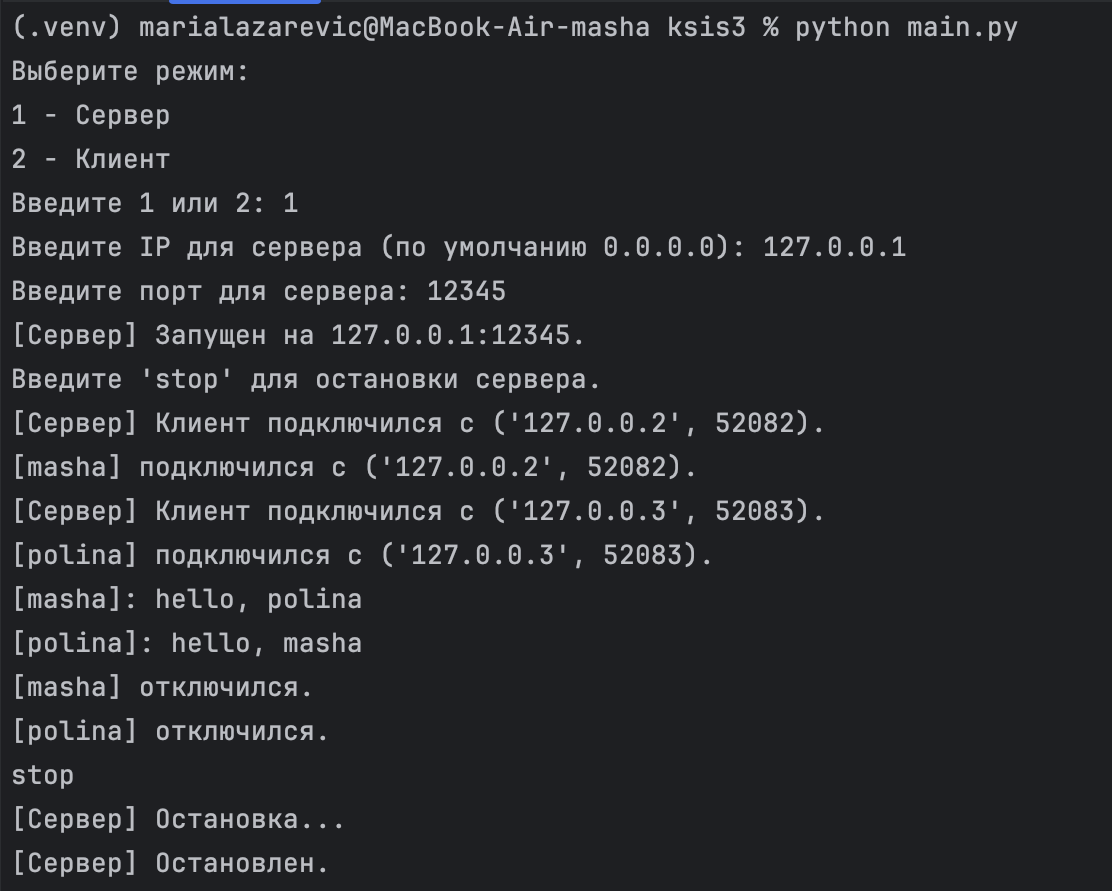 (.venv) marialazarevic@MacBook-Air-masha ksis3 % python main.py
Выберите режим:
1 - Сервер
2 - Клиент
Введите 1 или 2: 1
Введите IP для сервера (по умолчанию 0.0.0.0): 127.0.0.1
Введите порт для сервера: 12345
[Сервер] Запущен на 127.0.0.1:12345.
Введите 'stop' для остановки сервера.
[Сервер] Клиент подключился с ('127.0.0.2', 52082).
[masha] подключился с ('127.0.0.2', 52082).
[Сервер] Клиент подключился с ('127.0.0.3', 52083).
[polina] подключился с ('127.0.0.3', 52083).
[masha]: hello, polina
[polina]: hello, masha
[masha] отключился.
[polina] отключился.
stop
[Сервер] Остановка...
[Сервер] Остановлен.